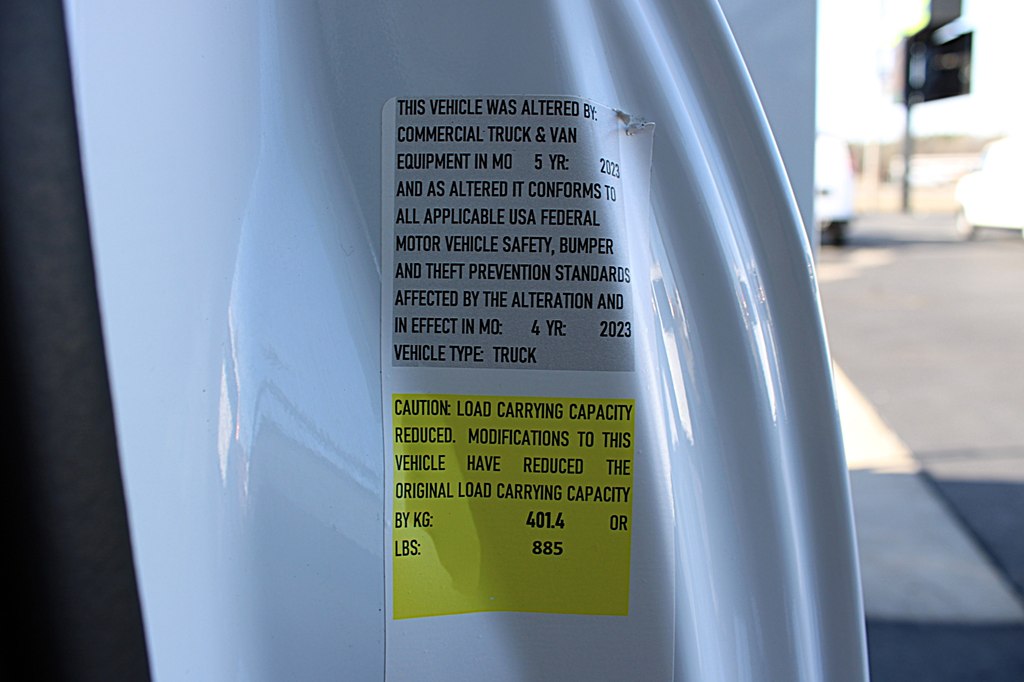 THIS VEHICLE WAS ALTERED BY:
COMMERCIAL TRUCK & VAN
EQUIPMENT IN MO 5 YR: 2023
AND AS ALTERED IT CONFORMS TO
ALL APPLICABLE USA FEDERAL
MOTOR VEHICLE SAFETY, BUMPER
AND THEFT PREVENTION STANDARDS
AFFECTED BY THE ALTERATION AND
IN EFFECT IN MO: 4 YR: 2023
VEHICLE TYPE: TRUCK
CAUTION: LOAD CARRYING CAPACITY
REDUCED. MODIFICATIONS TO THIS
VEHICLE HAVE REDUCED THE
ORIGINAL LOAD CARRYING CAPACITY
BY KG: 401.4 OR
LBS: 885